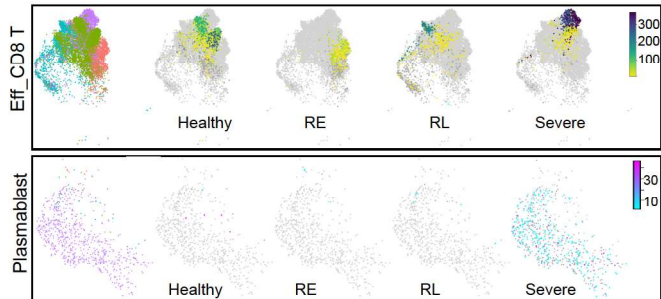 Eff_CD8 T
300
200
100
Healthy RE RL Severe
Plasmablast
30
10
Healthy RE RL Severe